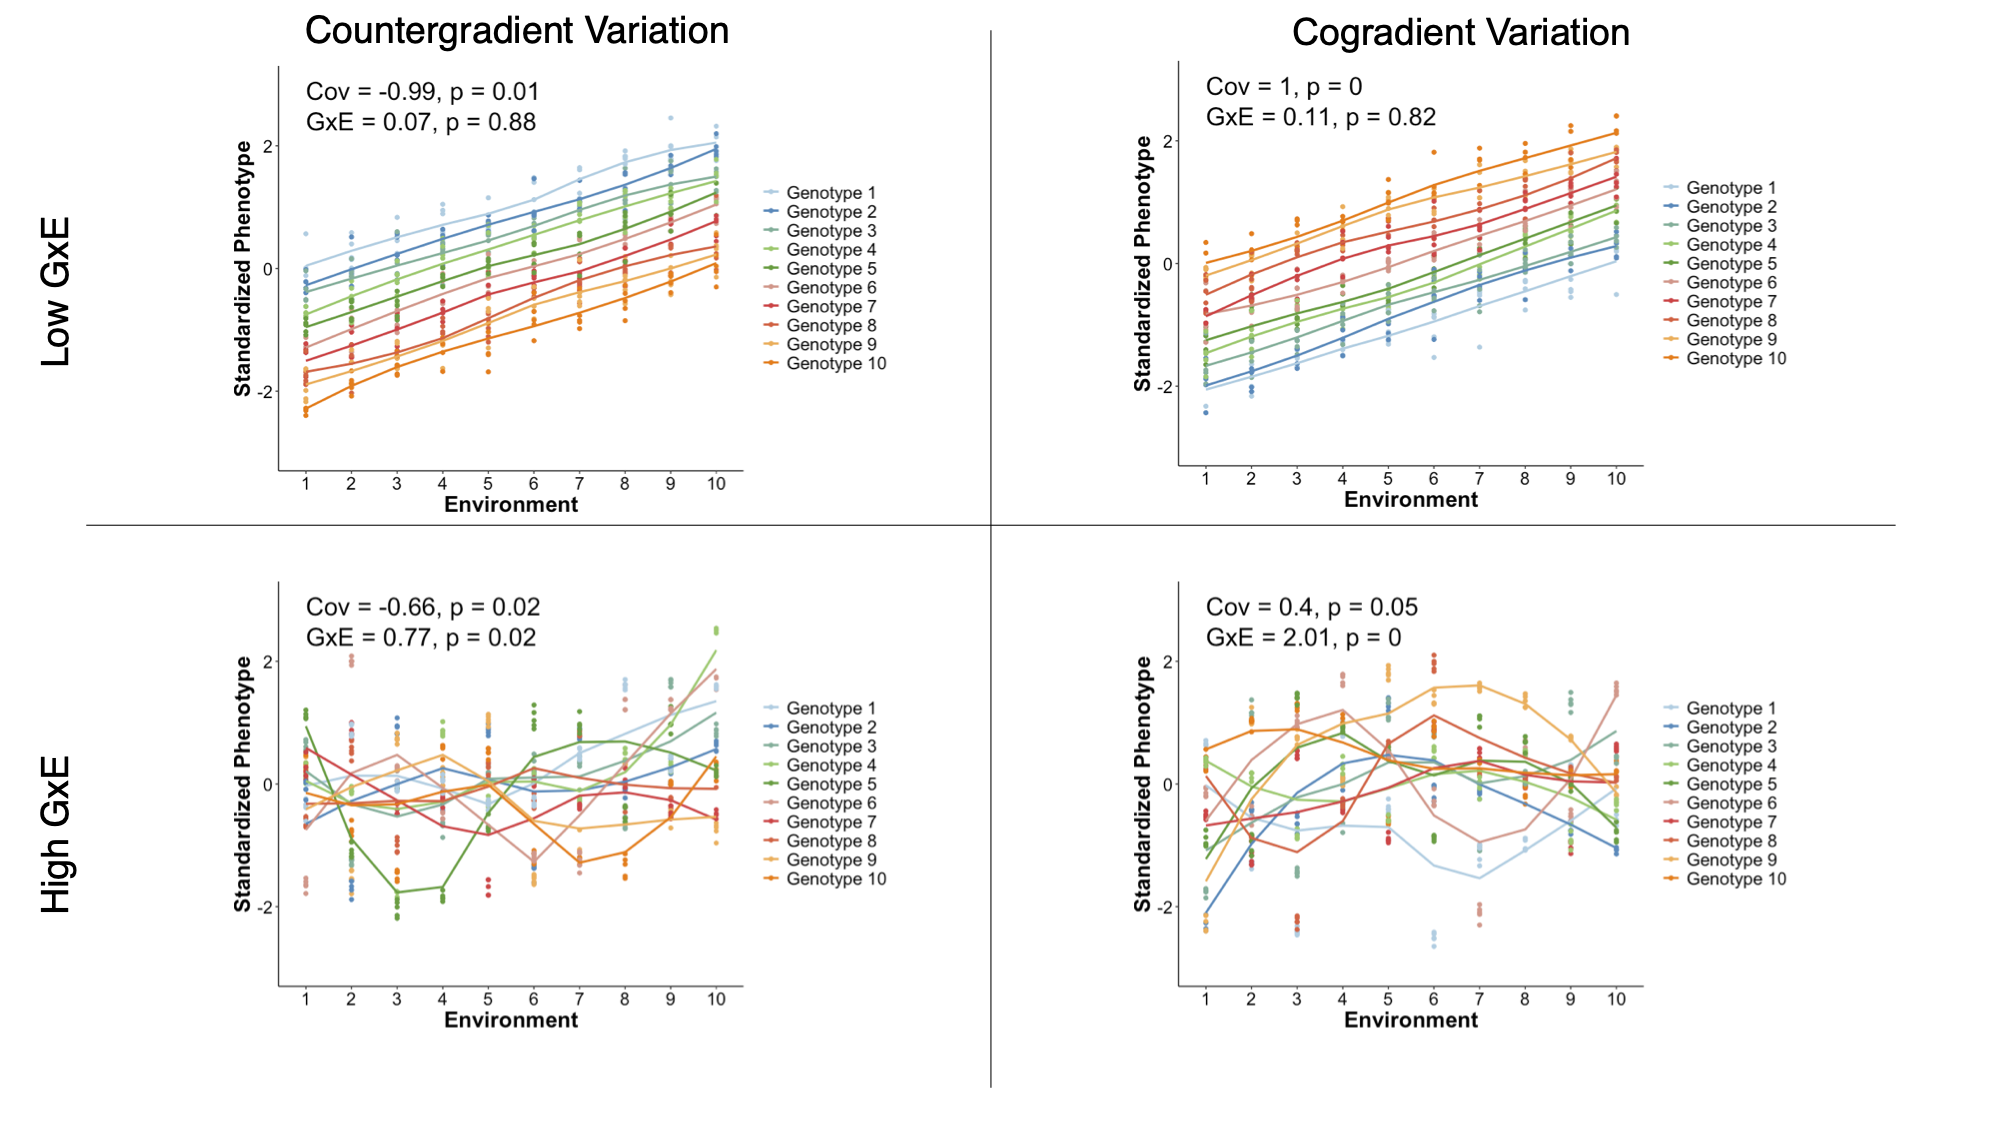 Countergradient Variation
Cogradient Variation
Low GxE
High GxE
Cov = -0.99, p = 0.01
GxE = 0.07, p = 0.88
Standardized Phenotype
2
0
-2
1 2 3 4 5 6 7 8 9 10
Environment
Genotype 1
Genotype 2
Genotype 3
Genotype 4
Genotype 5
Genotype 6
Genotype 7
Genotype 8
Genotype 9
Genotype 10
Cov = 1, p = 0
GxE = 0.11, p = 0.82
Standardized Phenotype
2
0
-2
1 2 3 4 5 6 7 8 9 10
Environment
Genotype 1
Genotype 2
Genotype 3
Genotype 4
Genotype 5
Genotype 6
Genotype 7
Genotype 8
Genotype 9
Genotype 10
Cov = -0.66, p = 0.02
GxE = 0.77, p = 0.02
Standardized Phenotype
2
0
-2
1 2 3 4 5 6 7 8 9 10
Environment
Genotype 1
Genotype 2
Genotype 3
Genotype 4
Genotype 5
Genotype 6
Genotype 7
Genotype 8
Genotype 9
Genotype 10
Cov = 0.4, p = 0.05
GxE = 2.01, p = 0
Standardized Phenotype
2
0
-2
1 2 3 4 5 6 7 8 9 10
Environment
Genotype 1
Genotype 2
Genotype 3
Genotype 4
Genotype 5
Genotype 6
Genotype 7
Genotype 8
Genotype 9
Genotype 10